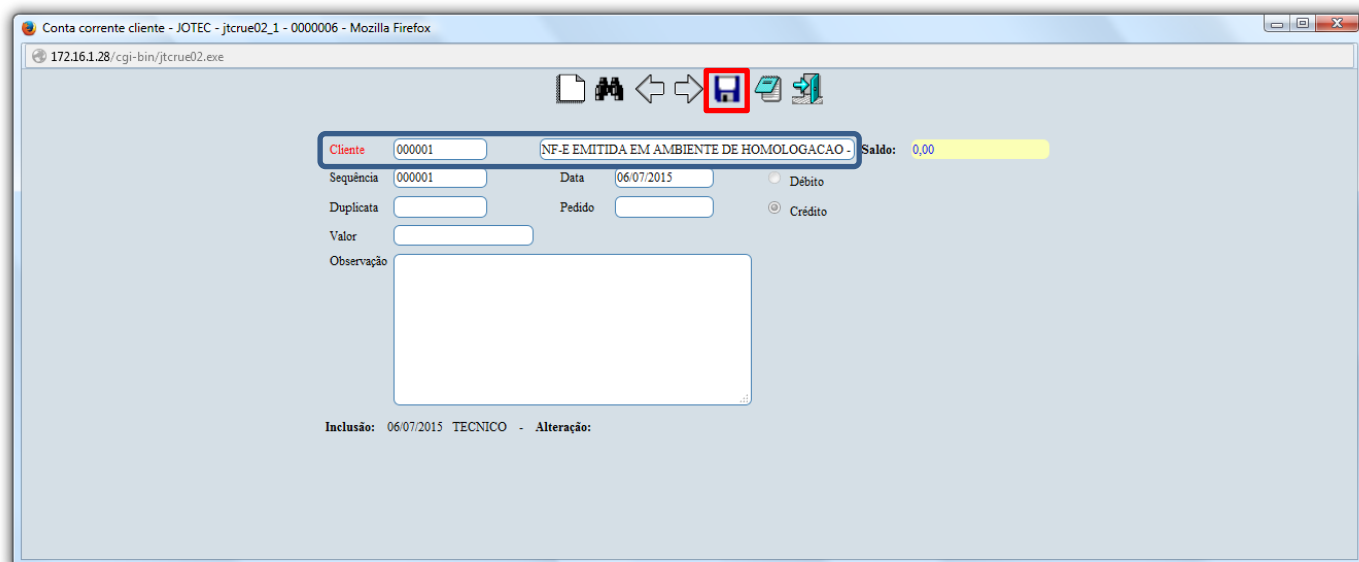 Conta corrente cliente - JOTEC - jtcrue02_1 - 0000006 - Mozilla Firefox
172.16.1.28/cgi-bin/jtcrue02.exe
Cliente 000001 NF-E EMITIDA EM AMBIENTE DE HOMOLOGACAO - Saldo: 0,00
Sequência 000001 Data 06/07/2015 Débito
Duplicata Pedido Crédito
Valor
Observação
Inclusão: 06/07/2015 TECNICO - Alteração: